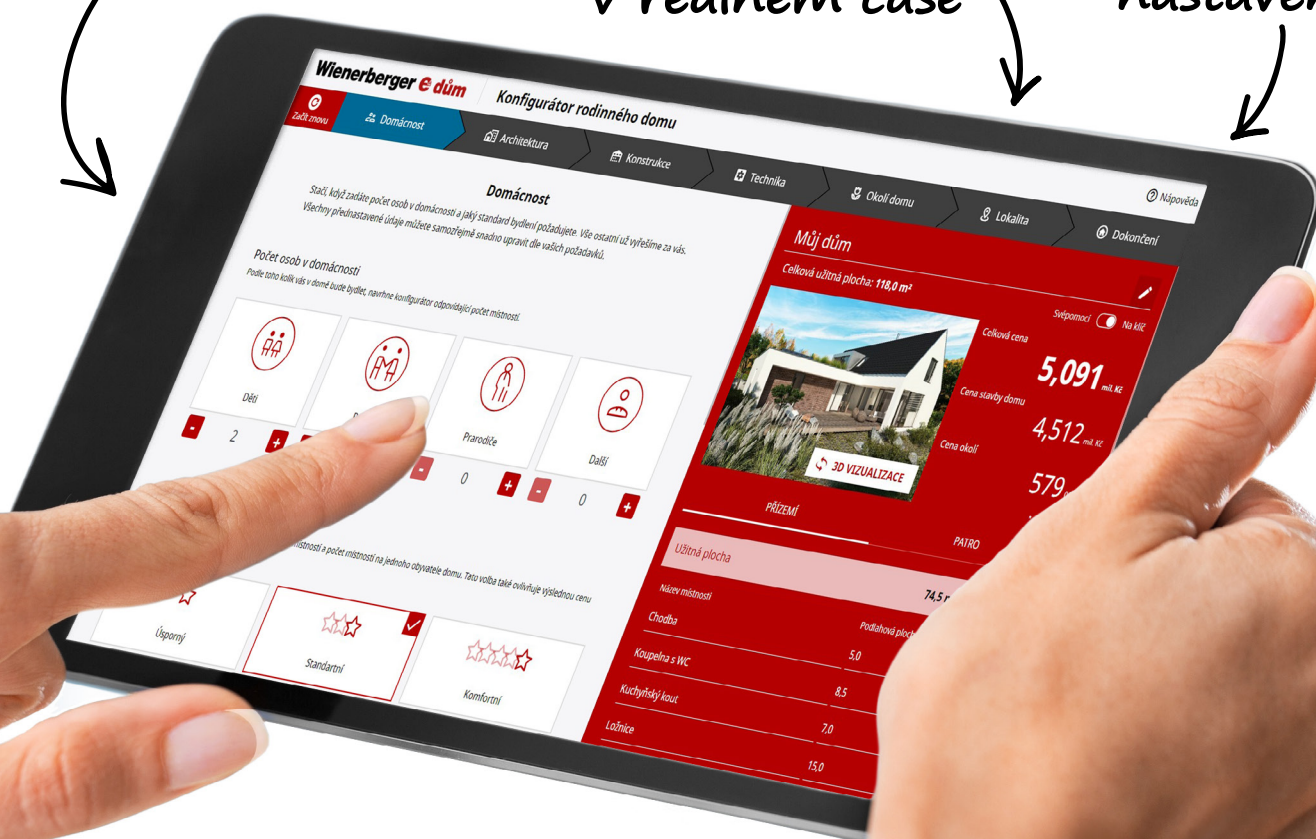 v reálném čase
Wienerberger e dům
Konfigurátor rodinného domu
Nápověda
Začít znovu
Domácnost
Architektura
Konstrukce
Technika
Okolí domu
Lokalita
Dokončení
Domácnost
Stačí, když zadáte počet osob v domácnosti a jaký standard bydlení požadujete. Vše ostatní už vyřešíme za vás.
Všechny přednastavené údaje můžete samozřejmě snadno upravit dle vašich požadavků.
Počet osob v domácnosti
Podle toho kolik vás v domě bude bydlet, navrhne konfigurátor odpovídající počet místností.
Děti
Prarodiče
Další
- 2 +
- 0 +
- 0 +
místností a počet místností na jednoho obyvatele domu. Tato volba také ovlivňuje výslednou cenu
Úsporný
Standartní
Komfortní
Můj dům
Celková užitná plocha: 118,0 m²
Svépomocí
Na klíč
Celková cena
5,091 mil. Kč
Cena stavby domu
4,512 mil. Kč
Cena okolí
579
3D VIZUALIZACE
PŘÍZEMÍ
PATRO
Užitná plocha
74,5
Název místnosti
Podlahová
Chodba
5,0
Koupelna s WC
8,5
Kuchyňský kout
7,0
Ložnice
15,0